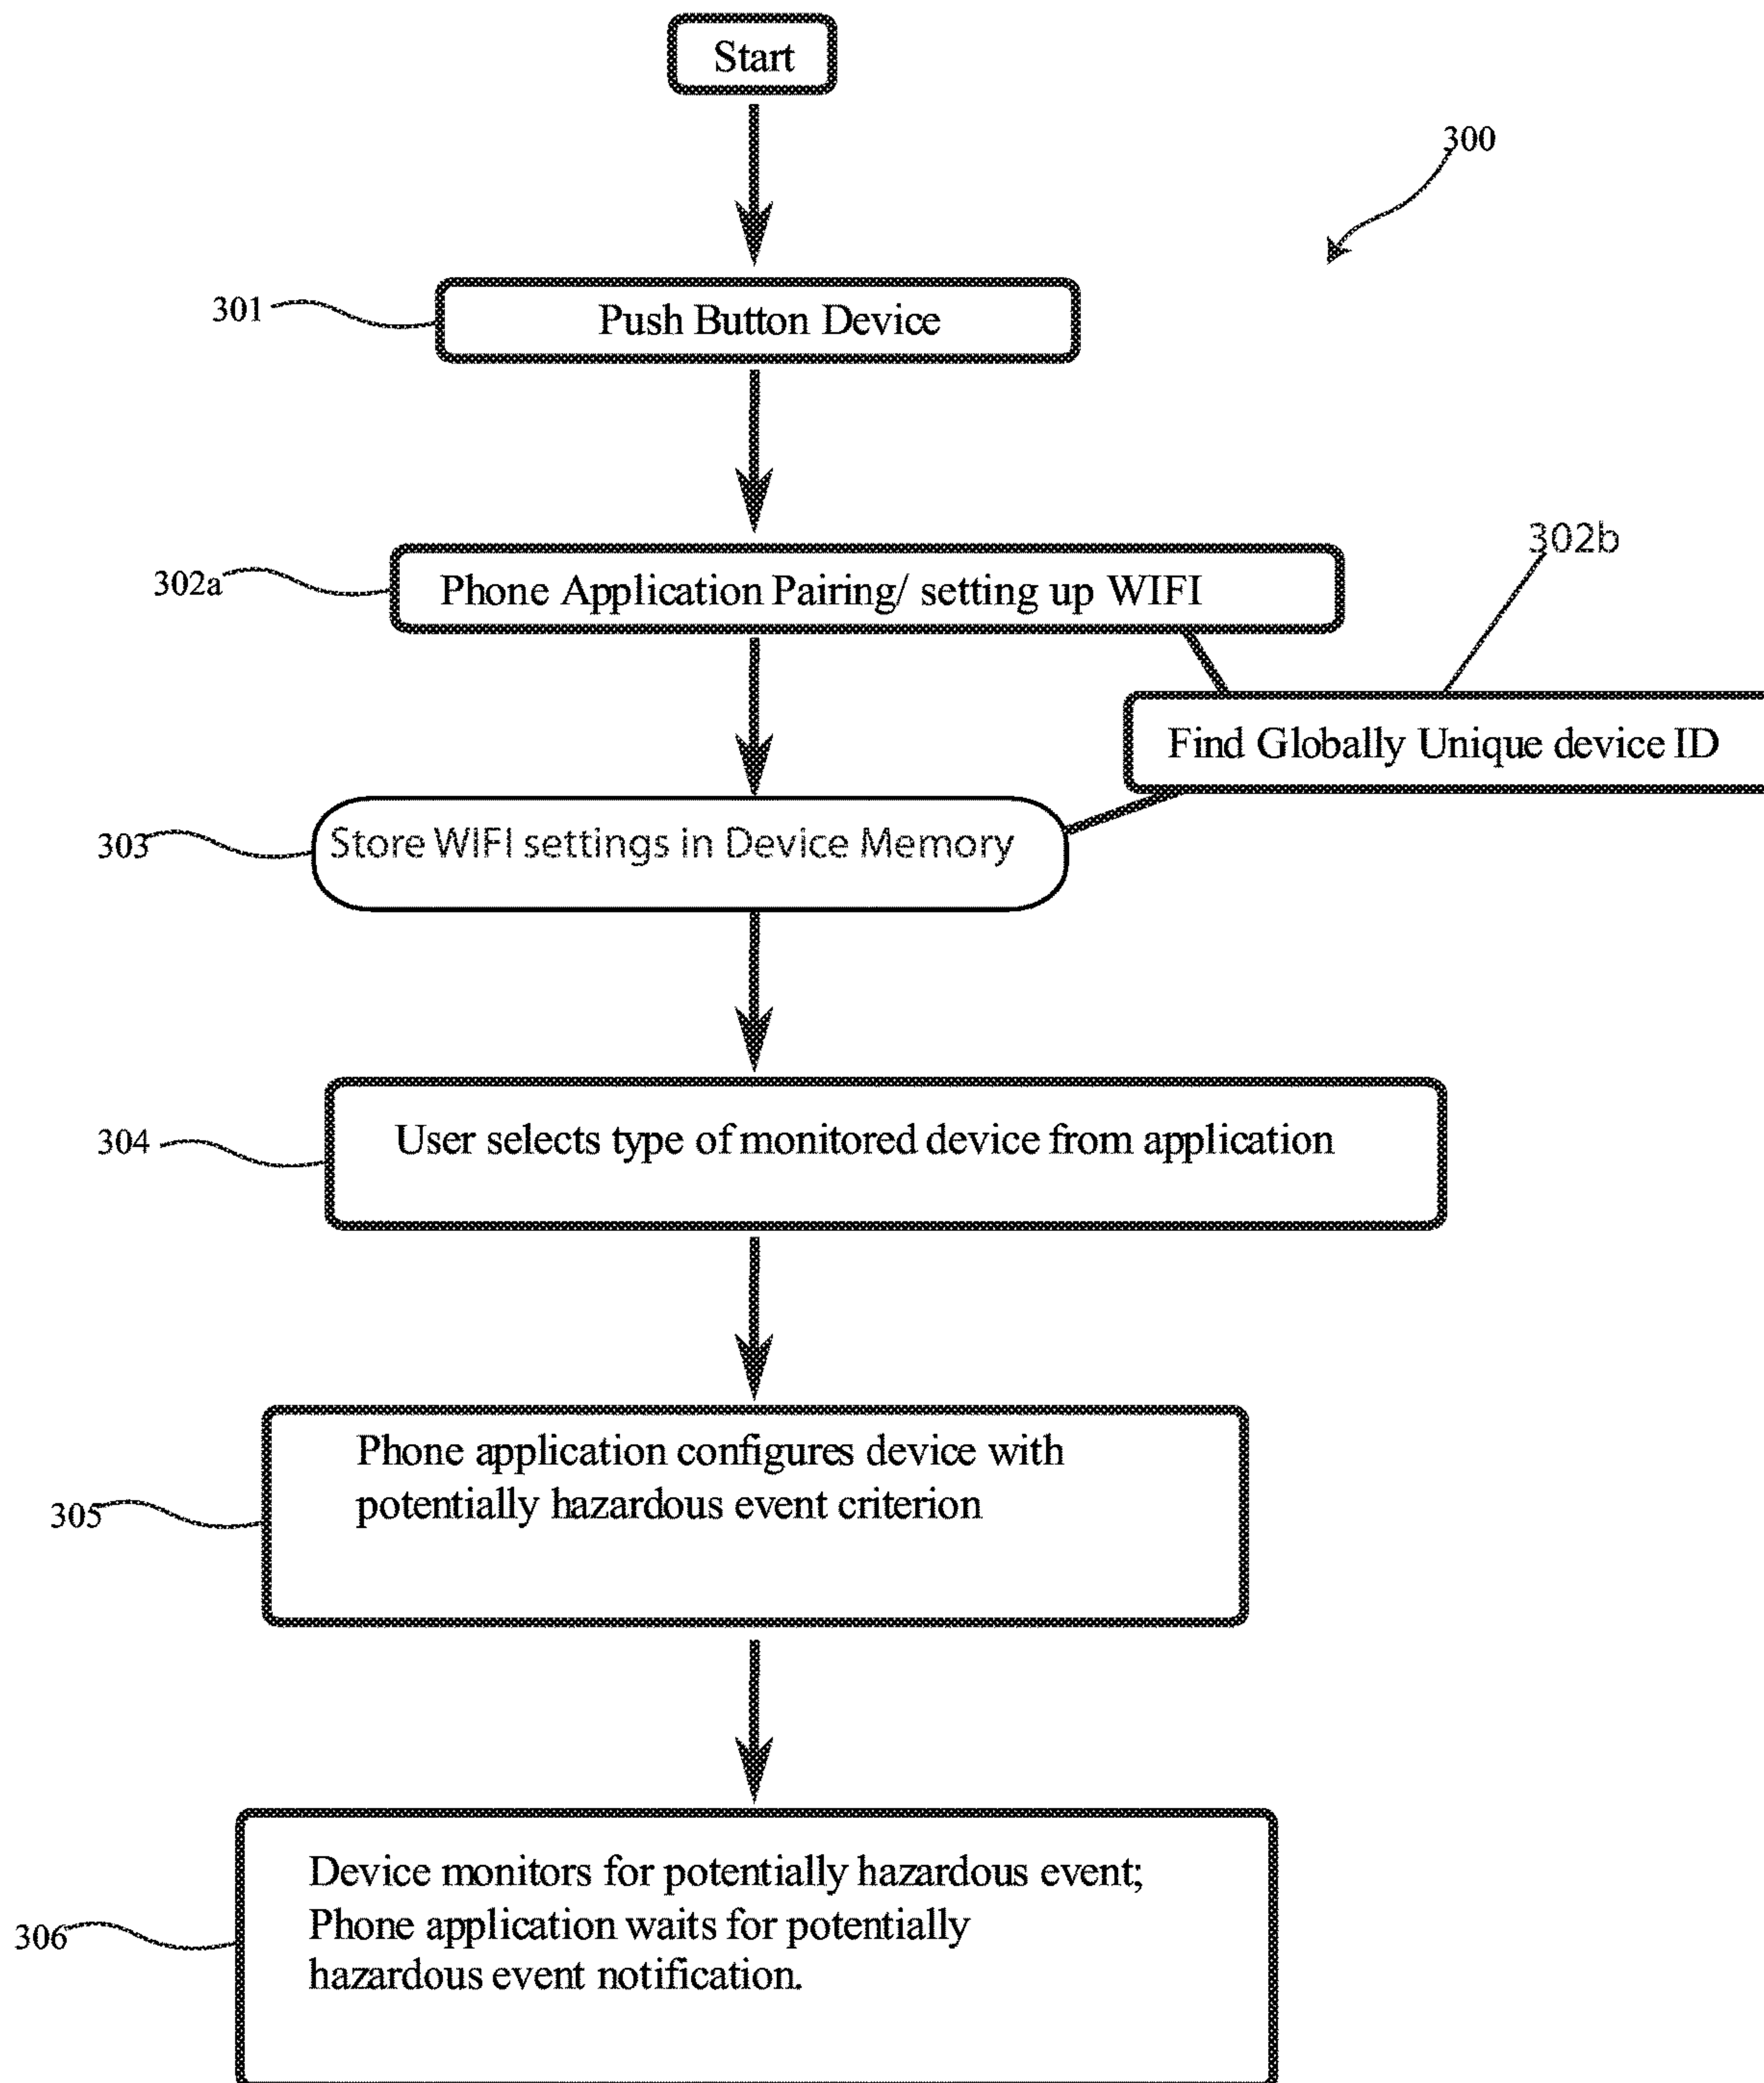 Start
300
301
Push Button Device
302a
Phone Application Pairing/ setting up WIFI
302b
Find Globally Unique device ID
303
Store WIFI settings in Device Memory
304
User selects type of monitored device from application
305
Phone application configures device with
potentially hazardous event criterion
306
Device monitors for potentially hazardous event;
Phone application waits for potentially
hazardous event notification.